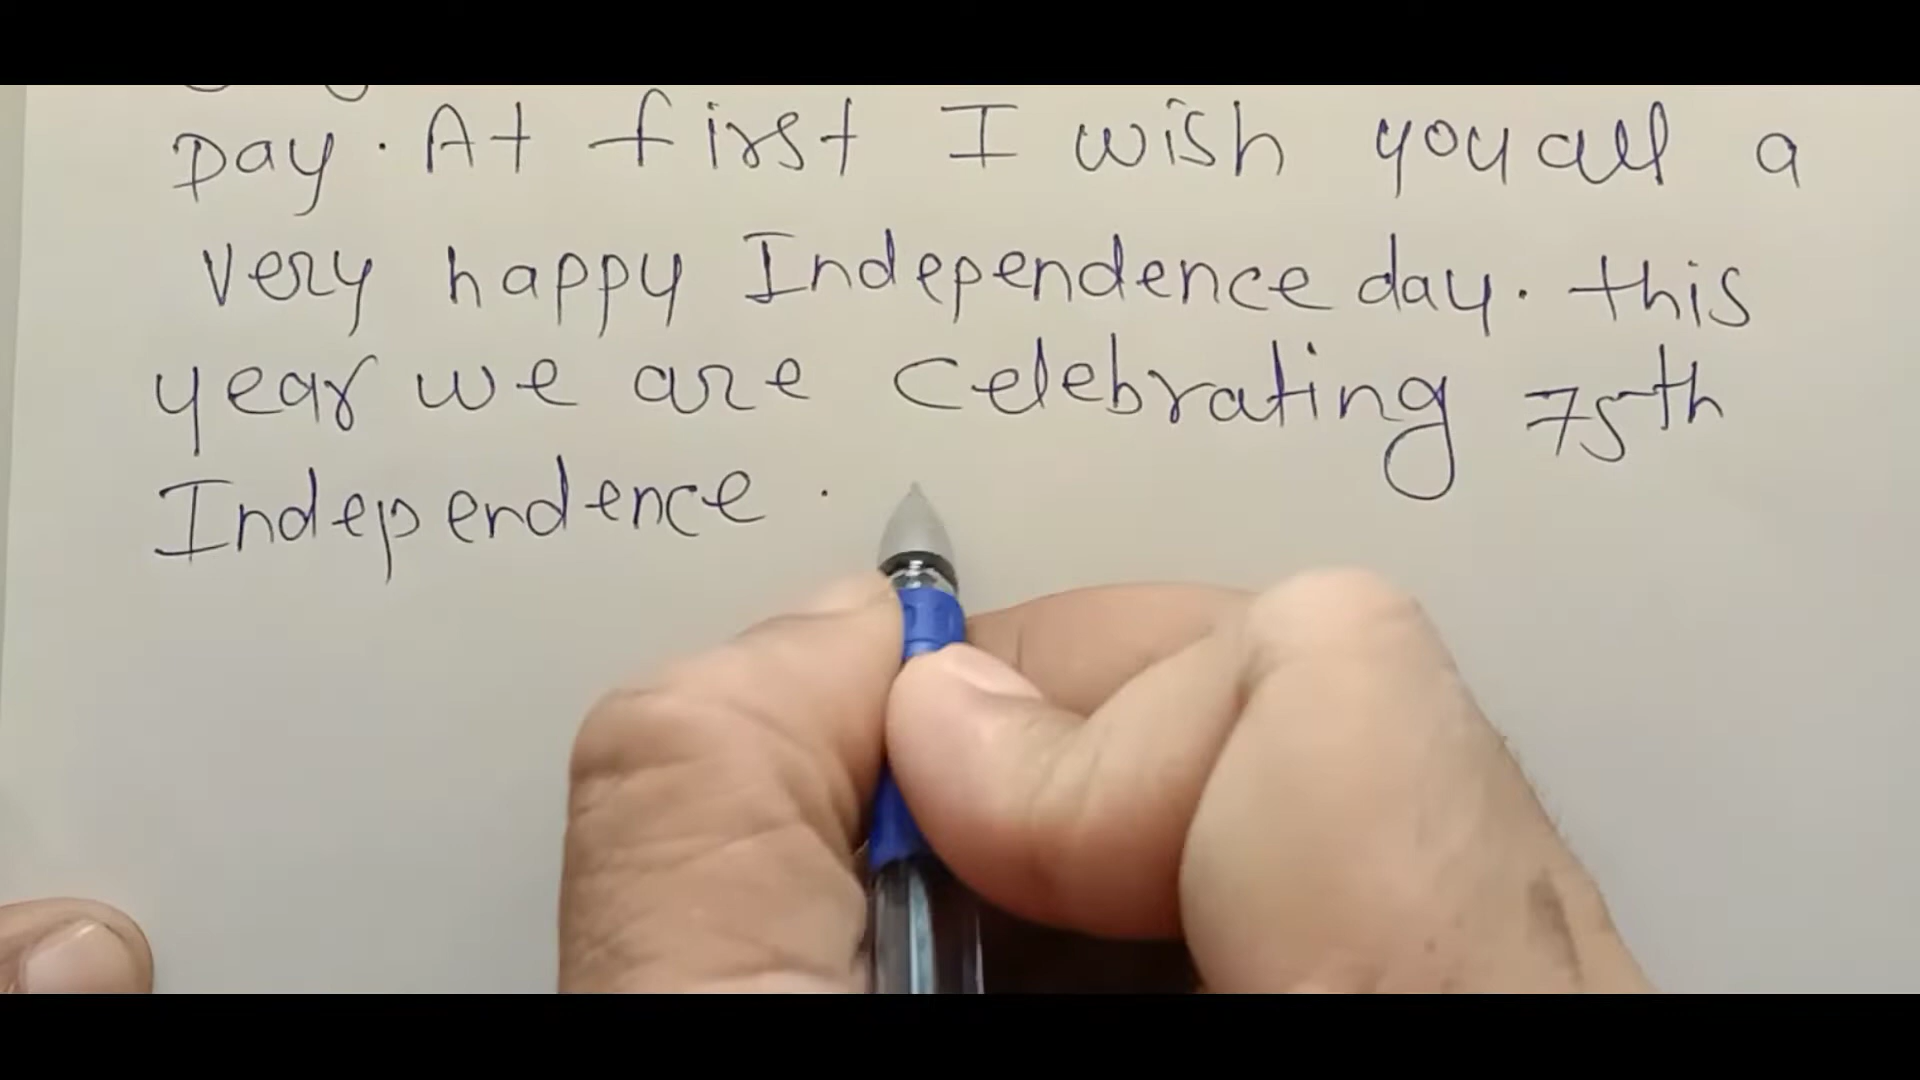 Day. At first I wish you all a
Very happy Independence day. this
year we are Celebrating 75th
Independence.